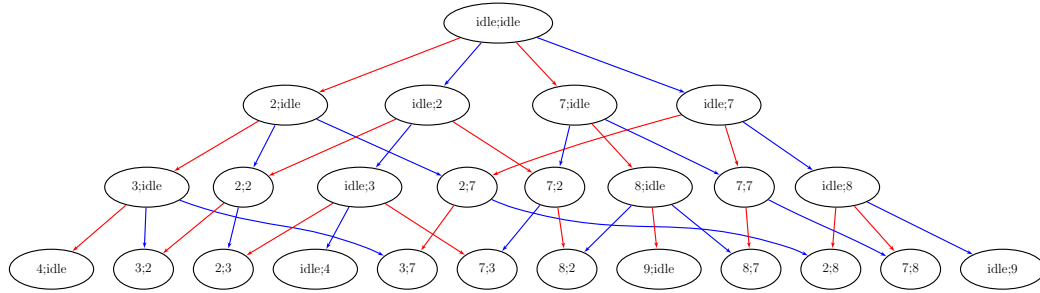 idle;idle
2;idle
idle;2
7;idle
idle;7
3;idle
2;2
idle;3
2;7
7;2
8;idle
7;7
idle;8
4;idle
3;2
2;3
idle;4
3;7
7;3
8;2
9;idle
8;7
2;8
7;8
idle;9